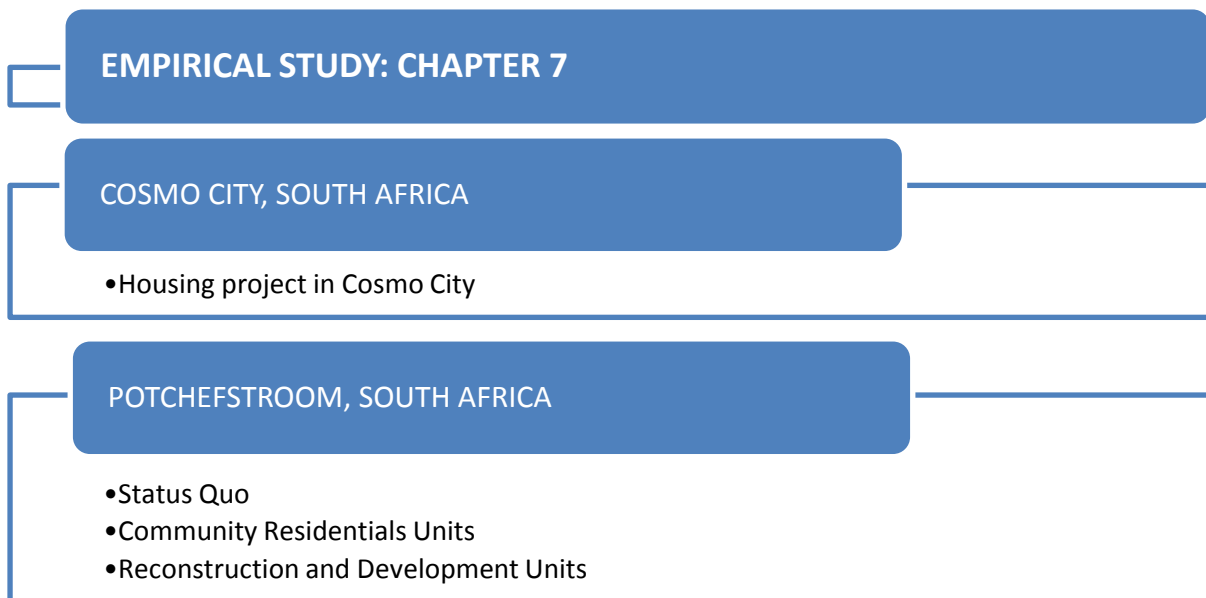 EMPIRICAL STUDY: CHAPTER 7
COSMO CITY, SOUTH AFRICA
•Housing project in Cosmo City
POTCHEFSTROOM, SOUTH AFRICA
•Status Quo
•Community Residentials Units
•Reconstruction and Development Units